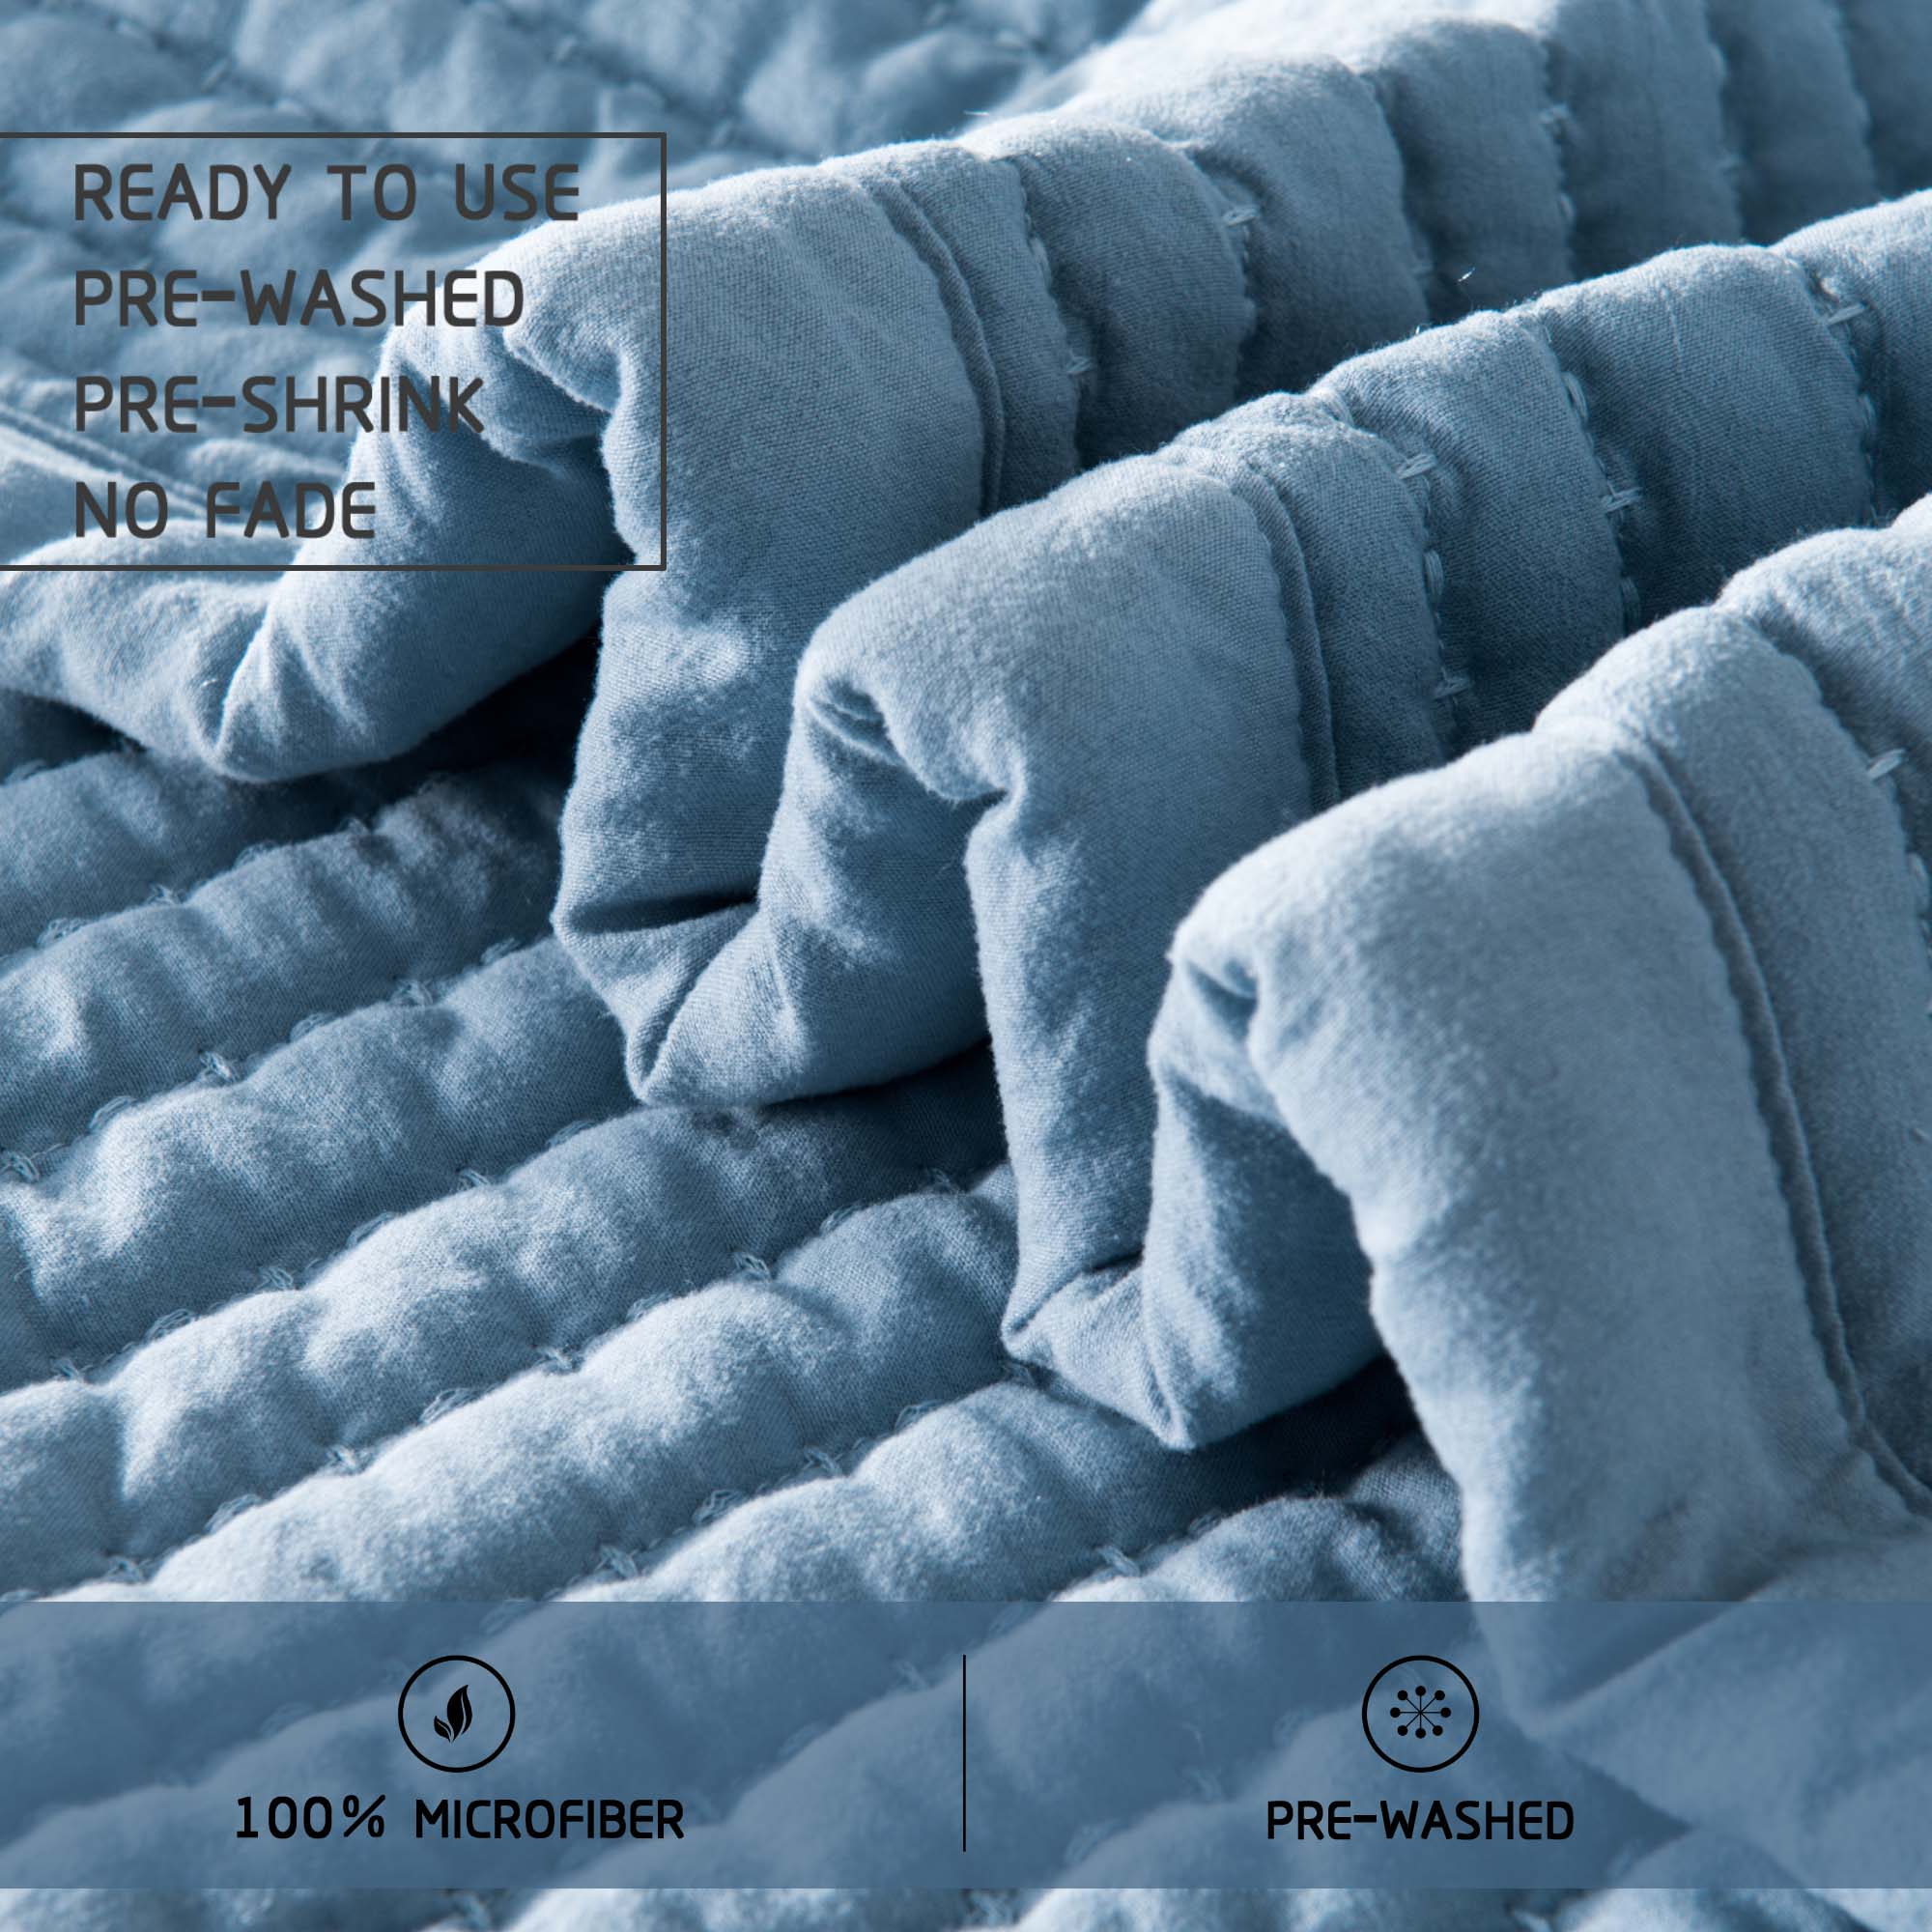 READY TO USE
PRE-WASHED
PRE-SHRINK
NO FADE
100% MICROFIBER
PRE-WASHED